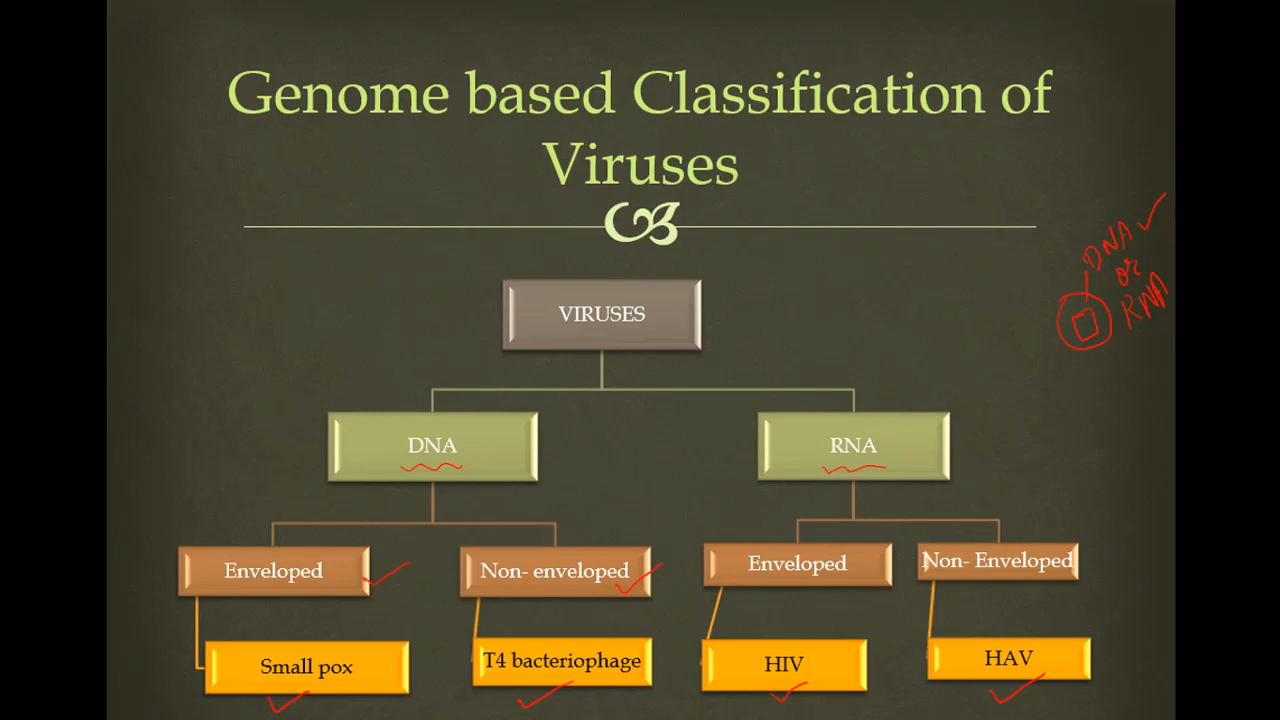 Genome based Classification of
Viruses
DNA
or
RNA
VIRUSES
DNA
RNA
Enveloped
Non- enveloped
Enveloped
Non- Enveloped
Small pox
T4 bacteriophage
HIV
HAV